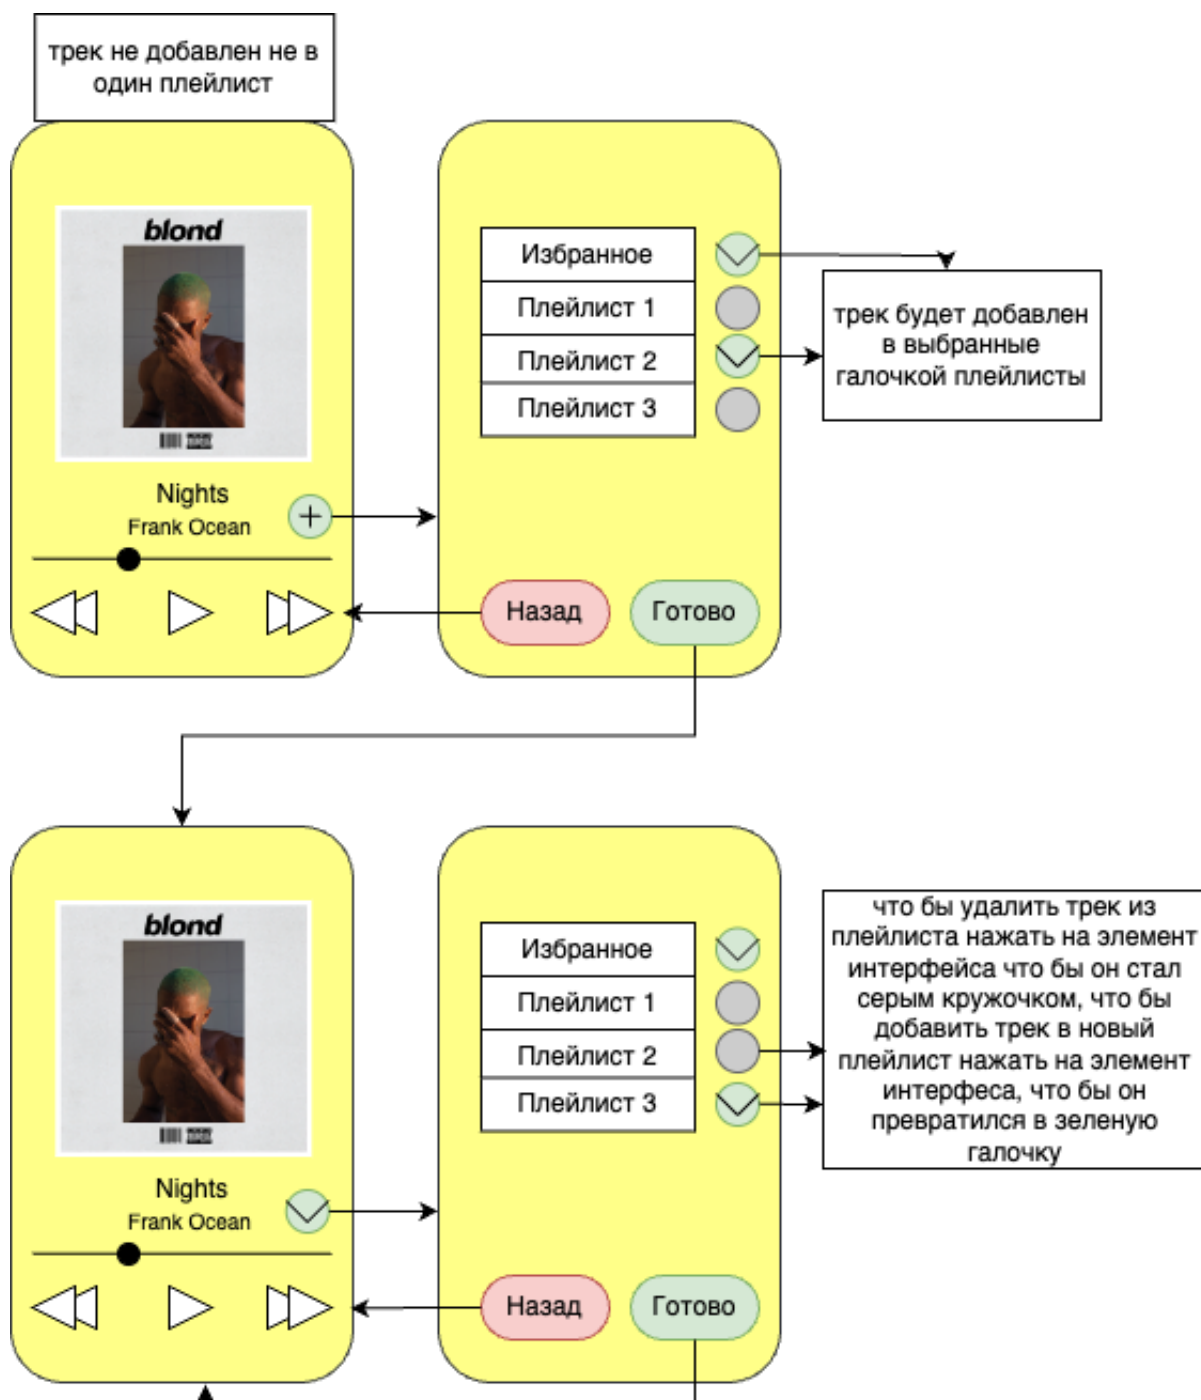 трек не добавлен не в
один плейлист
blond
Nights
Frank Ocean
Избранное
Плейлист 1
Плейлист 2
Плейлист 3
Назад
Готово
трек будет добавлен
в выбранные
галочкой плейлисты
blond
Nights
Frank Ocean
Избранное
Плейлист 1
Плейлист 2
Плейлист 3
Назад
Готово
что бы удалить трек из
плейлиста нажать на элемент
интерфейса что бы он стал
серым кружочком, что бы
добавить трек в новый
плейлист нажать на элемент
интерфеса, что бы он
превратился в зеленую
галочку